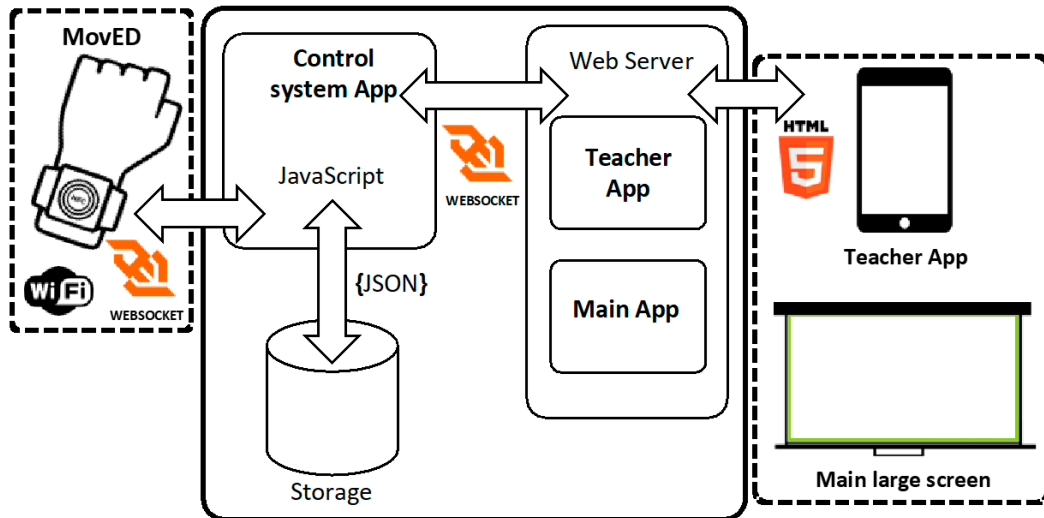 MovED
WiFi
WEBSOCKET
Control
system App
JavaScript
{JSON}
Storage
WEBSOCKET
Web Server
Teacher
App
Main App
HTML
5
Teacher App
Main large screen